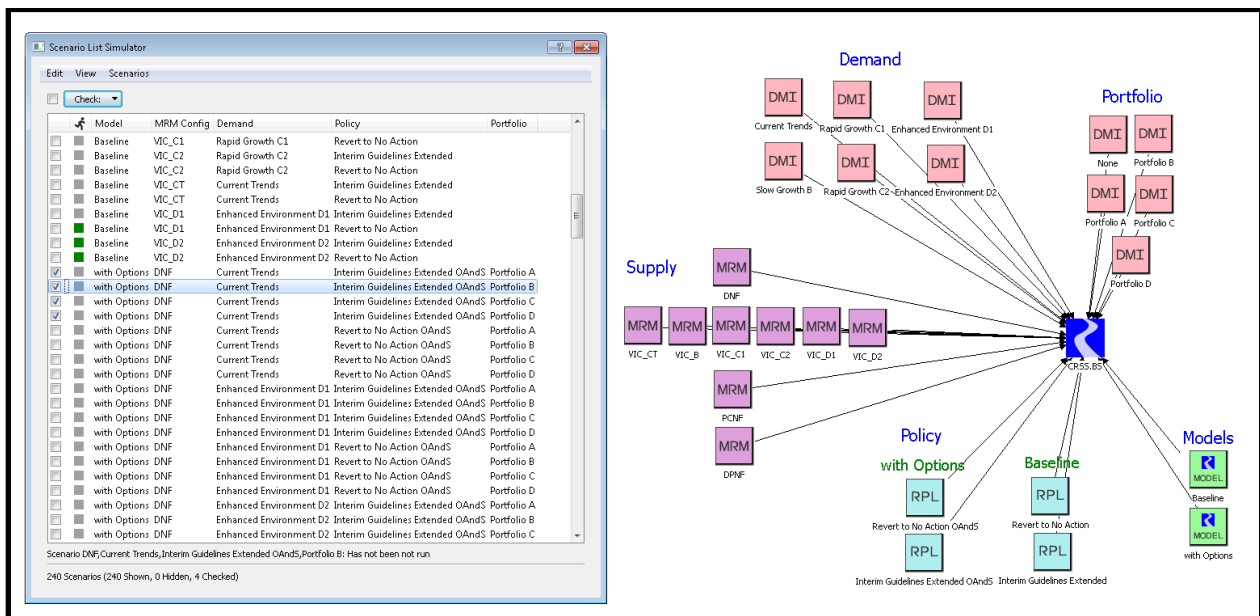 Scenario List Simulator
Edit View Scenarios
Check:
Model MRM Config Demand Policy Portfolio
Baseline VIC_C1 Rapid Growth C1 Revert to No Action
Baseline VIC_C2 Rapid Growth C2 Interim Guidelines Extended
Baseline VIC_C2 Rapid Growth C2 Revert to No Action
Baseline VIC_CT Current Trends Interim Guidelines Extended
Baseline VIC_CT Current Trends Revert to No Action
Baseline VIC_D1 Enhanced Environment D1 Interim Guidelines Extended
Baseline VIC_D1 Enhanced Environment D1 Revert to No Action
Baseline VIC_D2 Enhanced Environment D2 Interim Guidelines Extended
Baseline VIC_D2 Enhanced Environment D2 Revert to No Action
with Options DNF Current Trends Interim Guidelines Extended OAndS Portfolio A
with Options DNF Current Trends Interim Guidelines Extended OAndS Portfolio B
with Options DNF Current Trends Interim Guidelines Extended OAndS Portfolio C
with Options DNF Current Trends Interim Guidelines Extended OAndS Portfolio D
with Options DNF Current Trends Revert to No Action OAndS Portfolio A
with Options DNF Current Trends Revert to No Action OAndS Portfolio B
with Options DNF Current Trends Revert to No Action OAndS Portfolio C
with Options DNF Current Trends Revert to No Action OAndS Portfolio D
with Options DNF Enhanced Environment D1 Interim Guidelines Extended OAndS Portfolio A
with Options DNF Enhanced Environment D1 Interim Guidelines Extended OAndS Portfolio B
with Options DNF Enhanced Environment D1 Interim Guidelines Extended OAndS Portfolio C
with Options DNF Enhanced Environment D1 Interim Guidelines Extended OAndS Portfolio D
with Options DNF Enhanced Environment D1 Revert to No Action OAndS Portfolio A
with Options DNF Enhanced Environment D1 Revert to No Action OAndS Portfolio B
with Options DNF Enhanced Environment D1 Revert to No Action OAndS Portfolio C
with Options DNF Enhanced Environment D1 Revert to No Action OAndS Portfolio D
with Options DNF Enhanced Environment D2 Interim Guidelines Extended OAndS Portfolio A
with Options DNF Enhanced Environment D2 Interim Guidelines Extended OAndS Portfolio B
with Options DNF Enhanced Environment D2 Interim Guidelines Extended OAndS Portfolio C
Scenario DNF,Current Trends,Interim Guidelines Extended OAndS,Portfolio B: Has not been not run
240 Scenarios (240 Shown, 0 Hidden, 4 Checked)
Demand
DMI DMI DMI
Current Trends Rapid Growth C1 Enhanced Environment D1
DMI DMI DMI
Slow Growth B Rapid Growth C2 Enhanced Environment D2
Portfolio
DMI DMI
None Portfolio B
DMI DMI
Portfolio A Portfolio C
DMI
Portfolio D
Supply
MRM
DNF
MRM MRM MRM MRM MRM MRM
VIC_CT VIC_B VIC_C1 VIC_C2 VIC_D1 VIC_D2
MRM
PCNF
MRM
DPNF
CRSS.BS
Policy
with Options Baseline
RPL RPL
Revert to No Action OAndS Revert to No Action
RPL RPL
Interim Guidelines Extended OAndS Interim Guidelines Extended
Models
MODEL
Baseline
MODEL
with Options